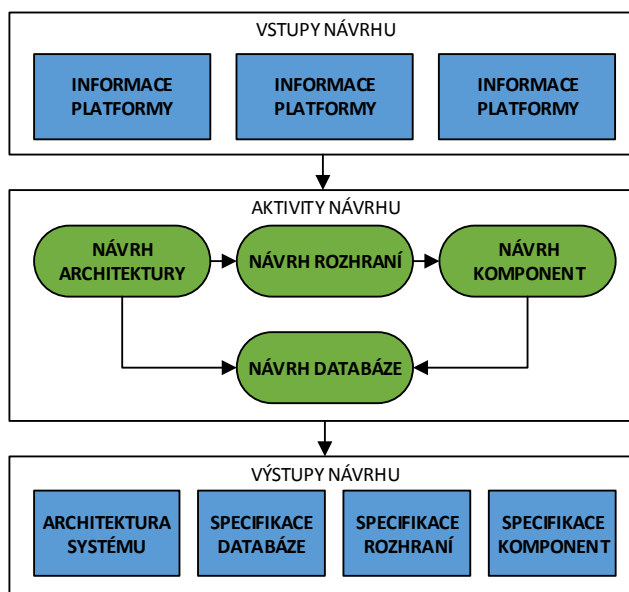 VSTUPY NÁVRHU
INFORMACE
PLATFORMY
INFORMACE
PLATFORMY
INFORMACE
PLATFORMY
AKTIVITY NÁVRHU
NÁVRH
ARCHITEKTURY
NÁVRH ROZHRANÍ
NÁVRH
KOMPONENT
NÁVRH DATABÁZE
VÝSTUPY NÁVRHU
ARCHITEKTURA
SYSTÉMU
SPECIFIKACE
DATABÁZE
SPECIFIKACE
ROZHRANÍ
SPECIFIKACE
KOMPONENT